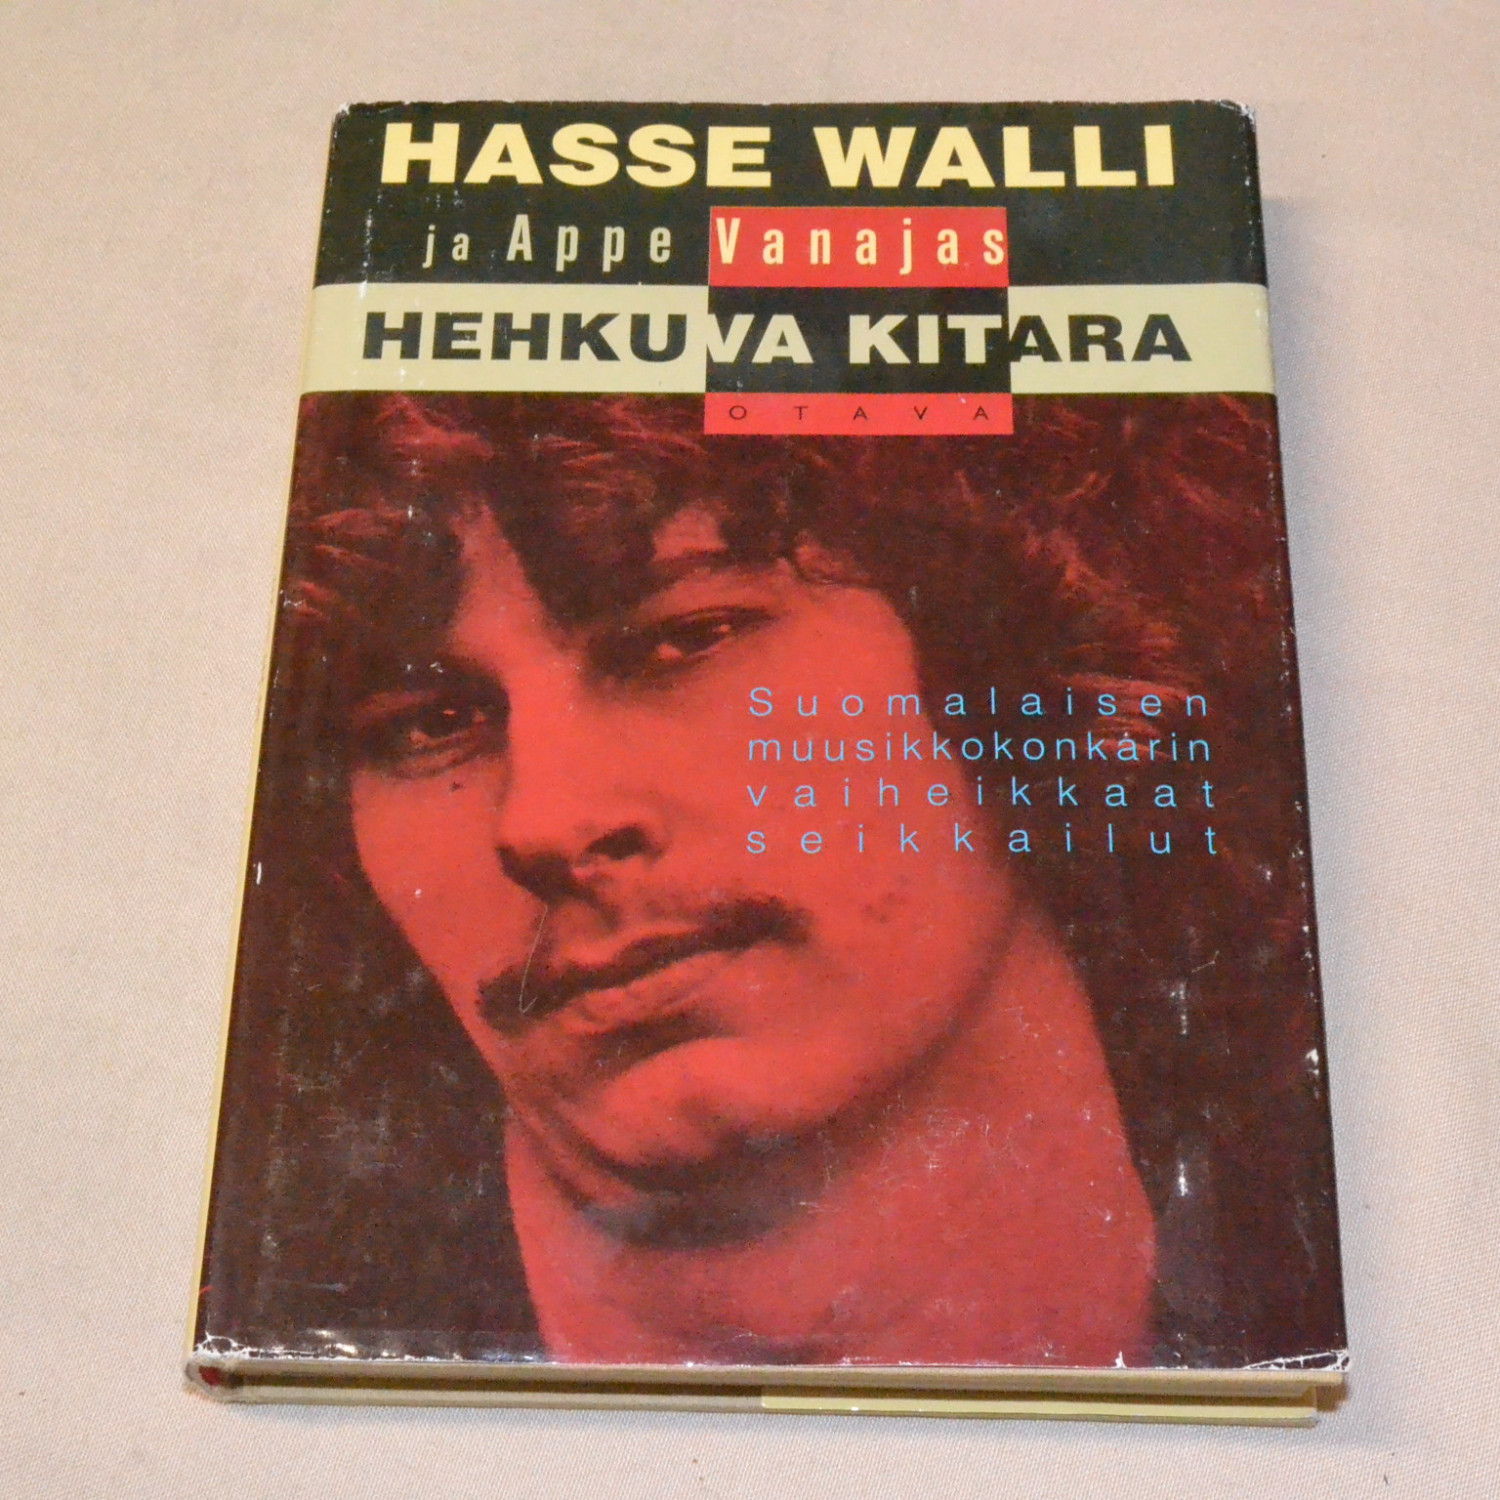 HASSE WALLI
ja Appe Vanajas
HEHKUVA KITARA
OTAVA
Suomalaisen
muusikkokonkarin
vaiheikkaat
seikkailut